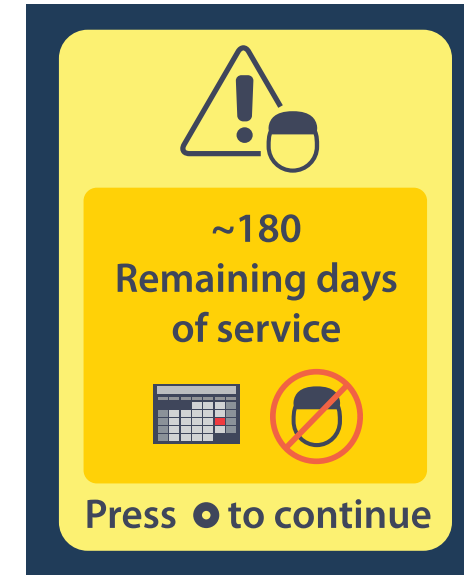 ~180
Remaining days
of service
Press to continue